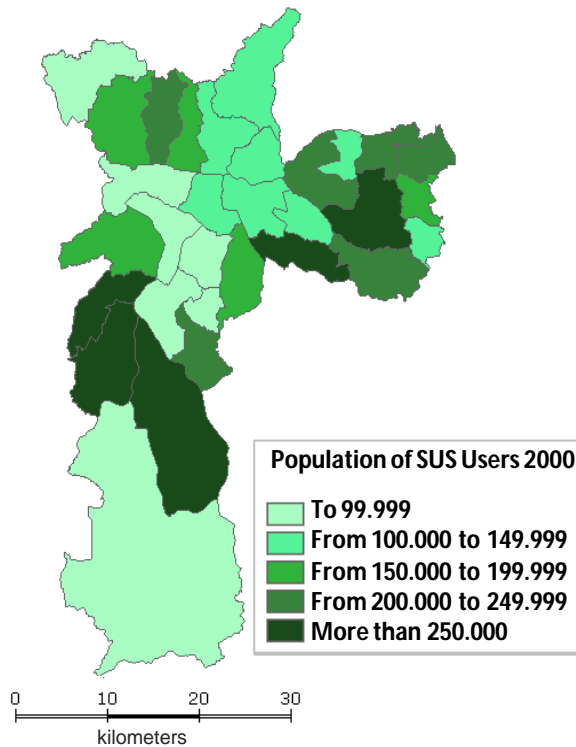 Population of SUS Users 2000
To 99.999
From 100.000 to 149.999
From 150.000 to 199.999
From 200.000 to 249.999
More than 250.000
0 10 20 30
kilometers